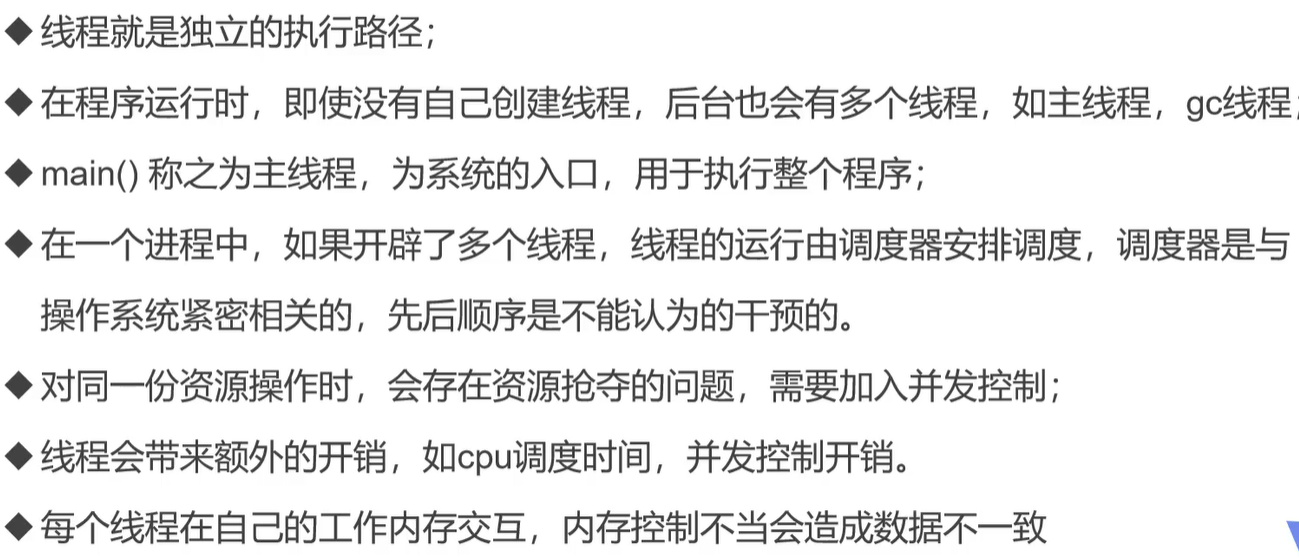 ◆线程就是独立的执行路径；
◆在程序运行时，即使没有自己创建线程，后台也会有多个线程，如主线程，gc线程；
◆main() 称之为主线程，为系统的入口，用于执行整个程序；
◆在一个进程中，如果开辟了多个线程，线程的运行由调度器安排调度，调度器是与
操作系统紧密相关的，先后顺序是不能认为的干预的。
◆对同一份资源操作时，会存在资源抢夺的问题，需要加入并发控制；
◆线程会带来额外的开销，如cpu调度时间，并发控制开销。
◆每个线程在自己的工作内存交互，内存控制不当会造成数据不一致